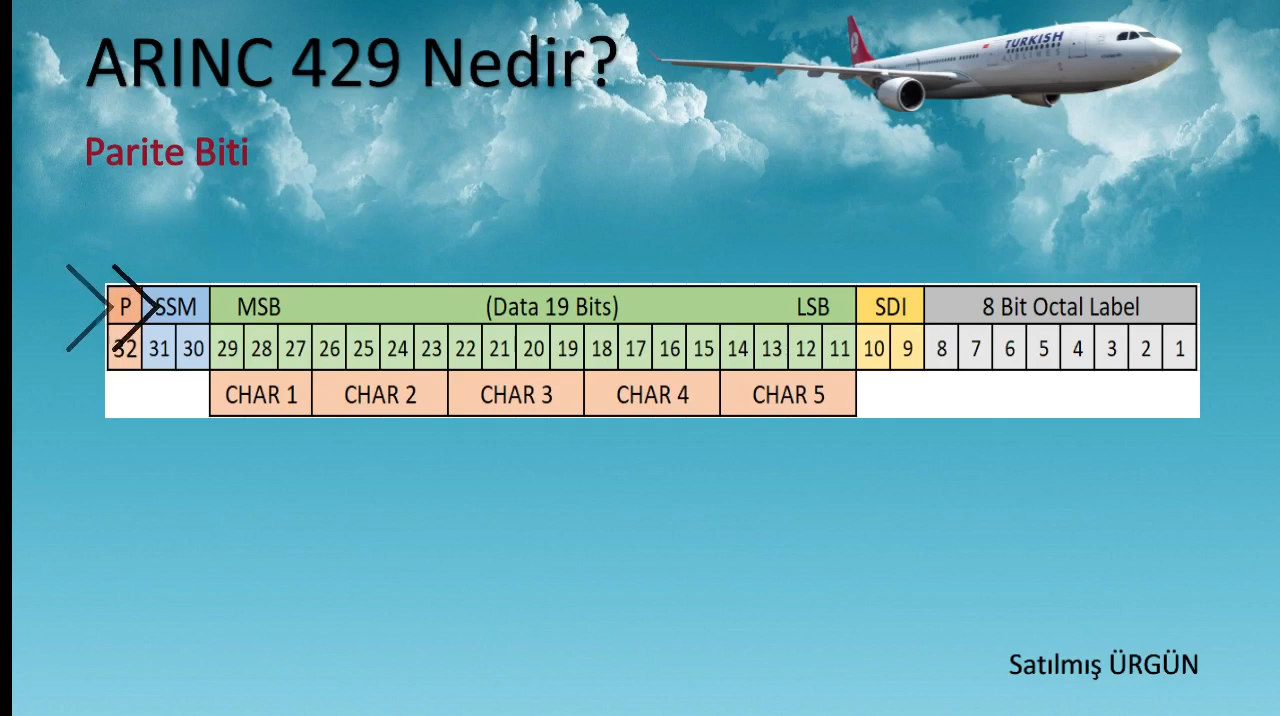 ARINC 429 Nedir?
TURKISH
AIRLINES
Parite Biti
P SSM MSB (Data 19 Bits) LSB SDI 8 Bit Octal Label
32 31 30 29 28 27 26 25 24 23 22 21 20 19 18 17 16 15 14 13 12 11 10 9 8 7 6 5 4 3 2 1
CHAR 1 CHAR 2 CHAR 3 CHAR 4 CHAR 5
Satılmış ÜRGÜN